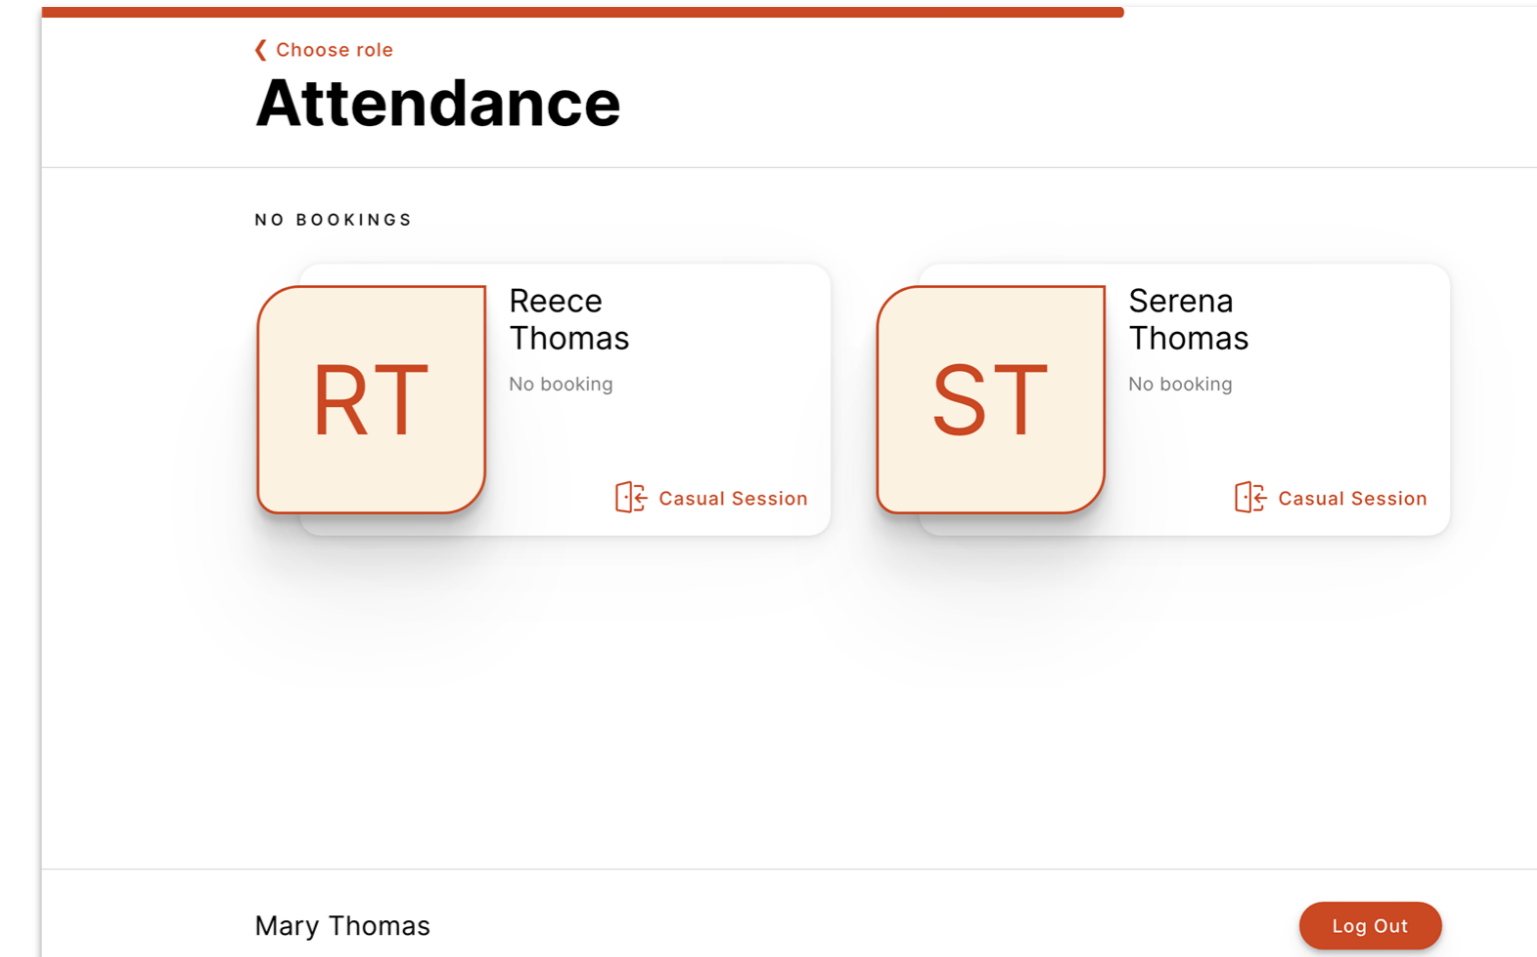 Choose role
Attendance
NO BOOKINGS
RT
Reece
Thomas
No booking
Casual Session
ST
Serena
Thomas
No booking
Casual Session
Mary Thomas
Log Out